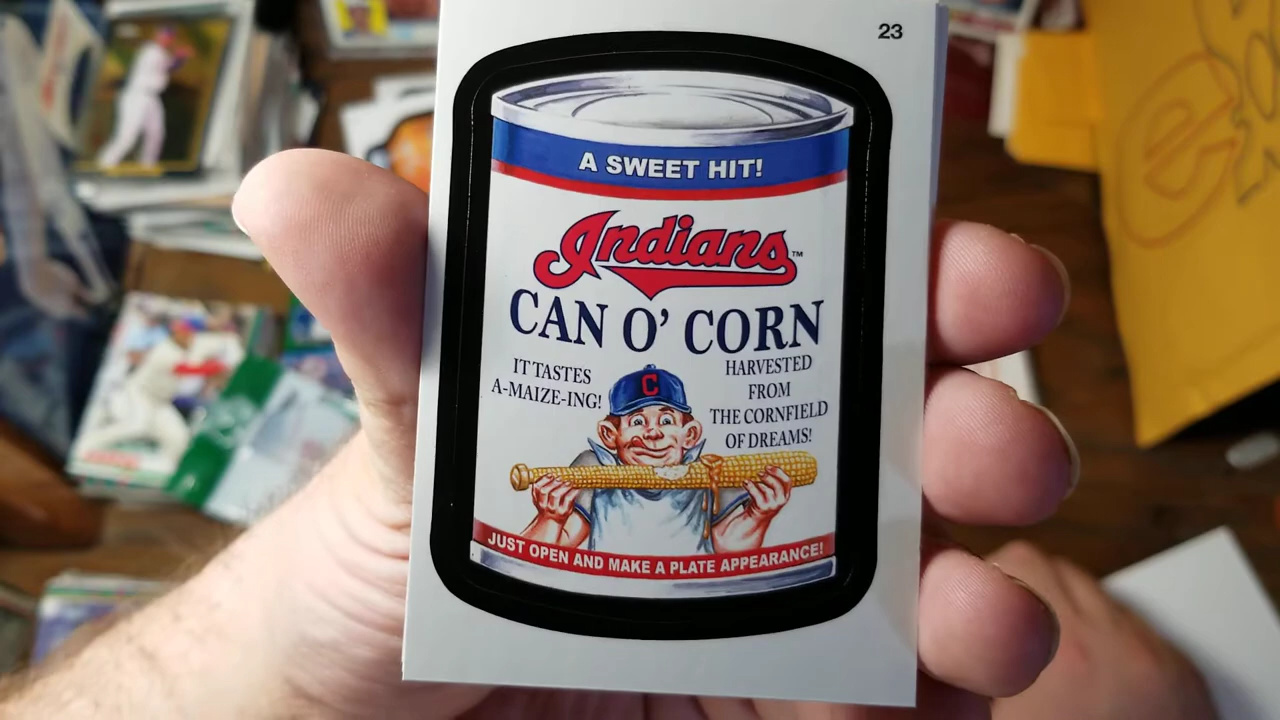 23
A SWEET HIT!
Indians™
CAN O' CORN
IT TASTES
A-MAIZE-ING!
HARVESTED
FROM
THE CORNFIELD
OF DREAMS!
C
JUST OPEN AND MAKE A PLATE APPEARANCE!